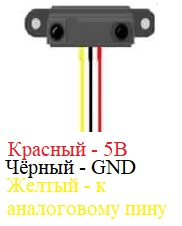 Красный - 5В
Чёрный - GND
Желтый - к
аналоговому пину